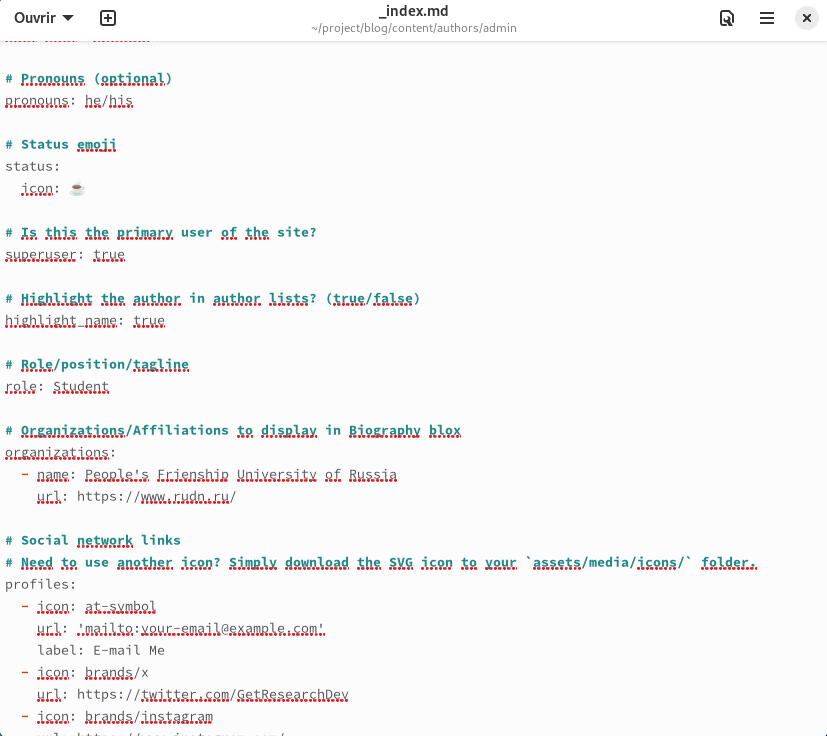 Ouvrir
_index.md
~/project/blog/content/authors/admin
# Pronouns (optional)
pronouns: he/his
# Status emoji
status:
icon: ☕
# Is this the primary user of the site?
superuser: true
# Highlight the author in author lists? (true/false)
highlight_name: true
# Role/position/tagline
role: Student
# Organizations/Affiliations to display in Biography blox
organizations:
- name: People's Frienship University of Russia
url: https://www.rudn.ru/
# Social network links
# Need to use another icon? Simply download the SVG icon to your `assets/media/icons/` folder.
profiles:
- icon: at-symbol
url: 'mailto:your-email@example.com'
label: E-mail Me
- icon: brands/x
url: https://twitter.com/GetResearchDev
- icon: brands/instagram